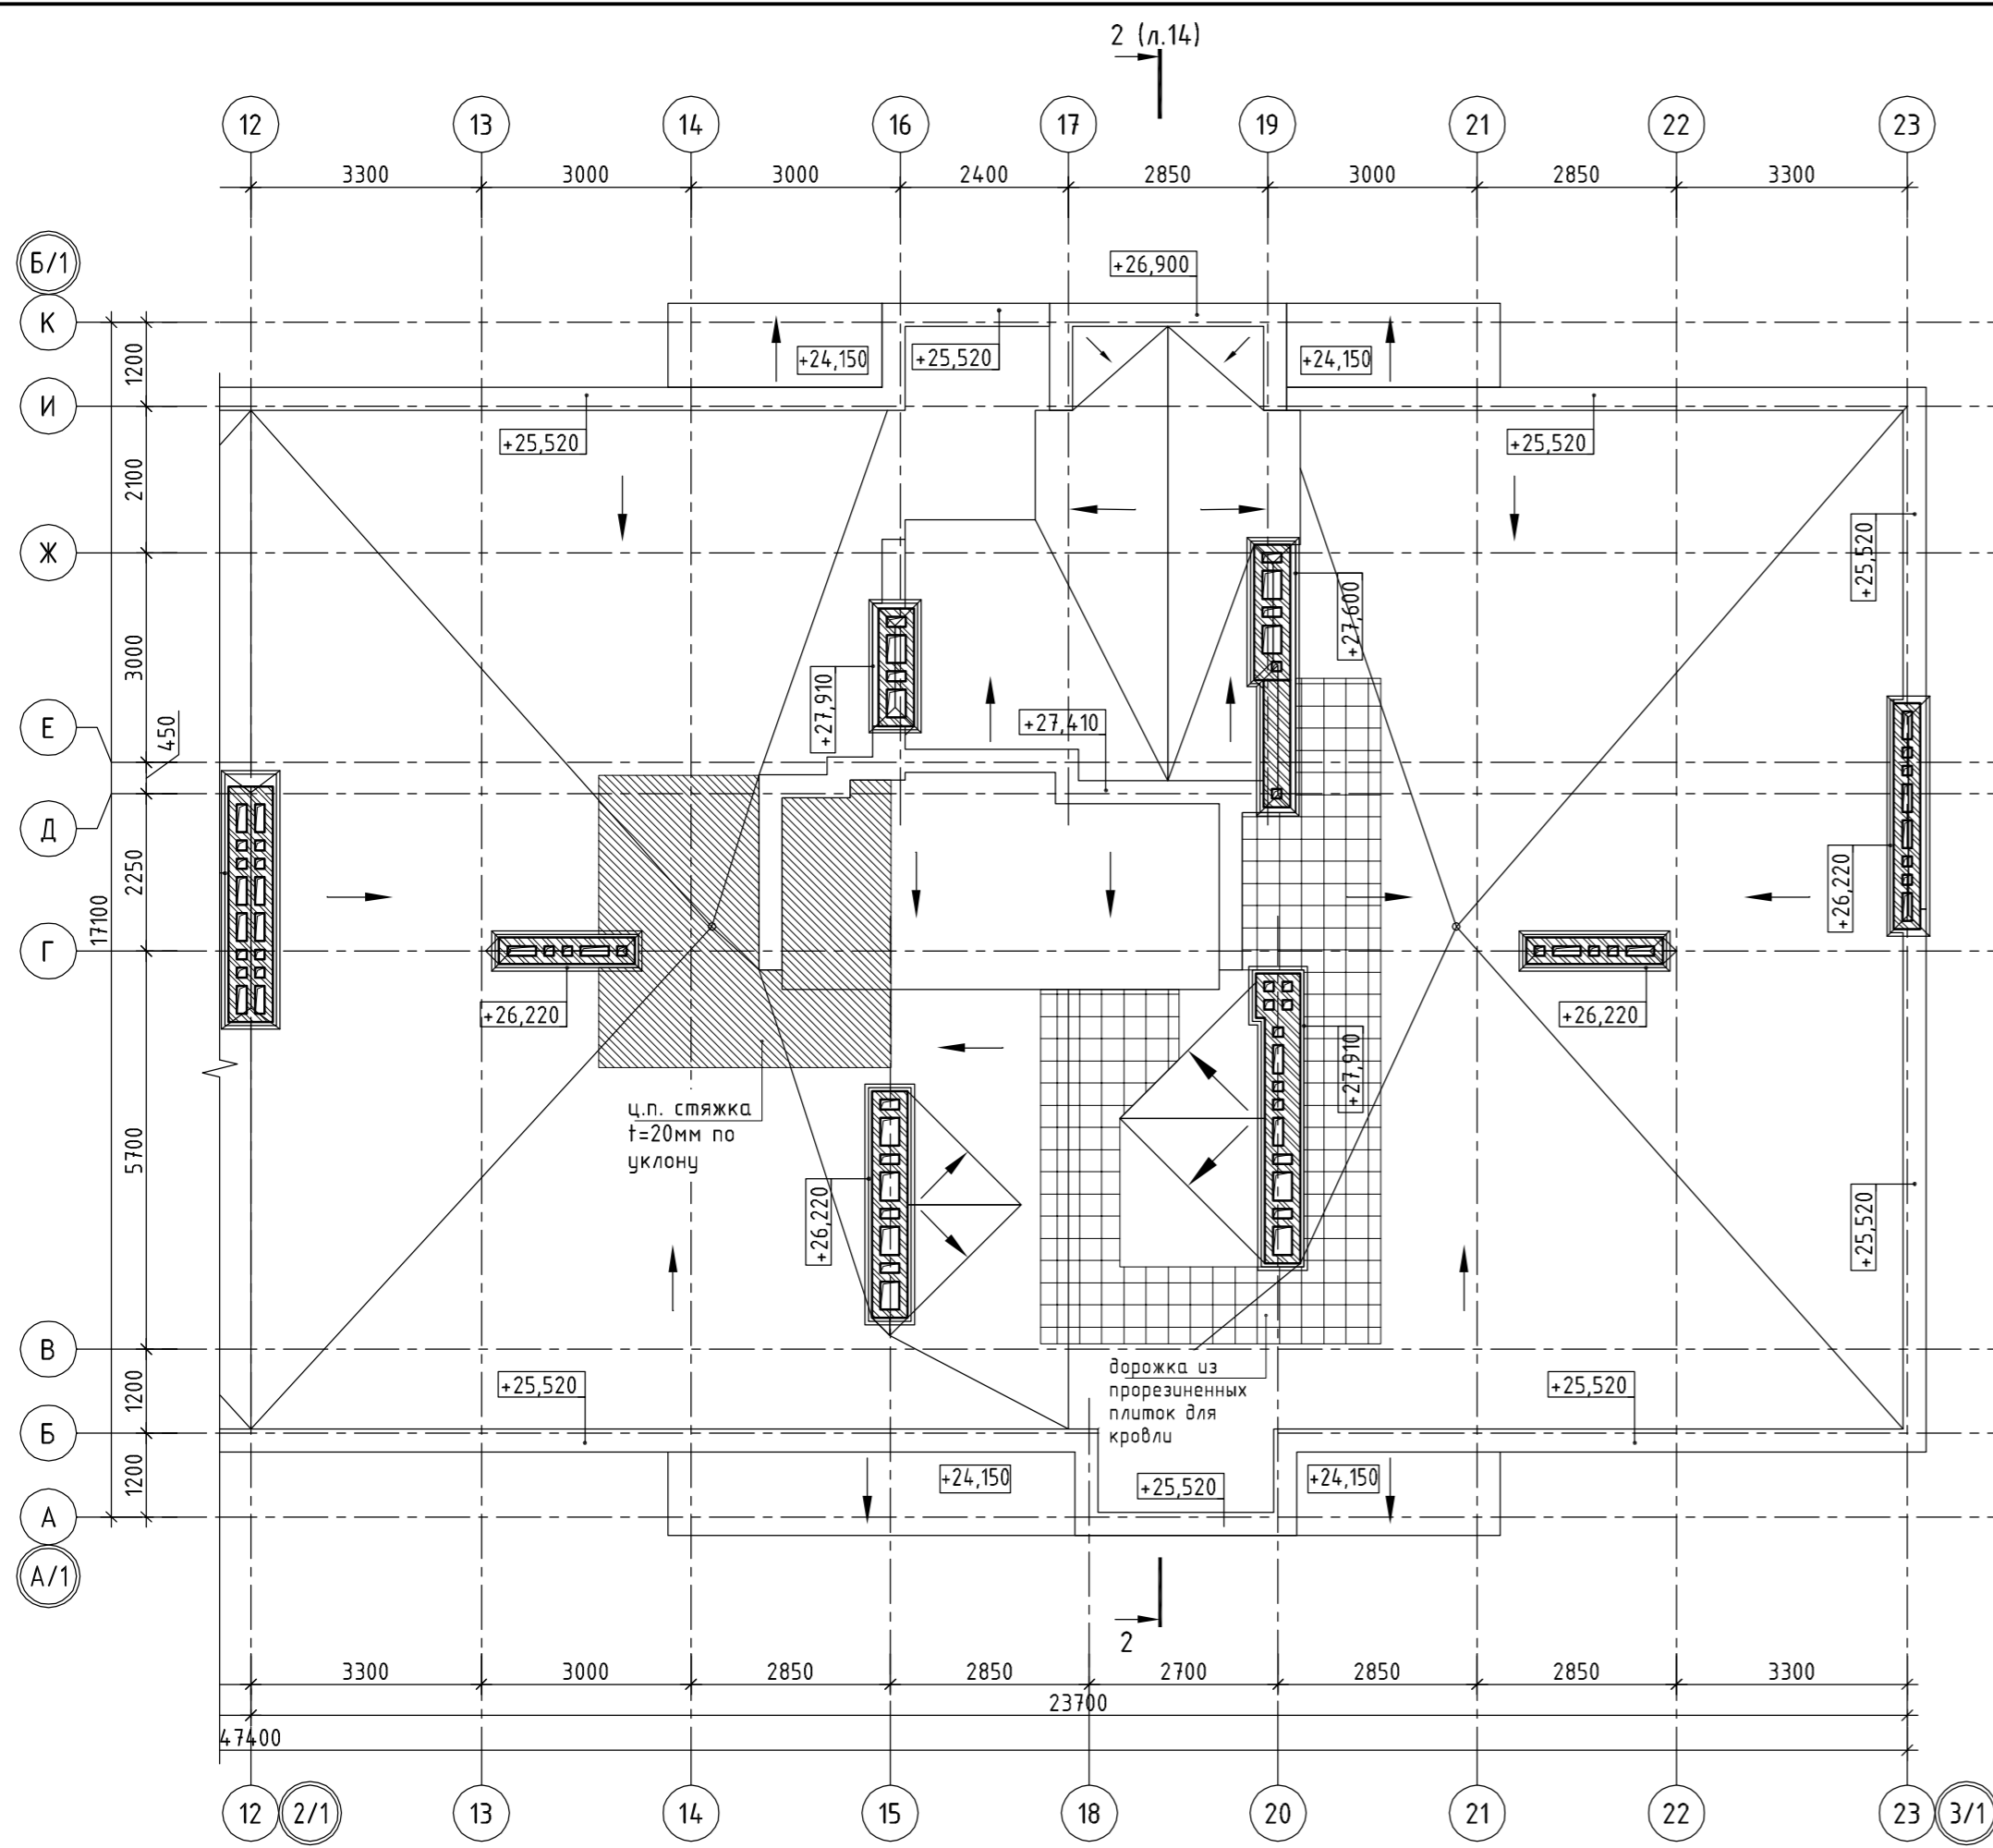 2 (л.14)
12 13 14 16 17 19 21 22 23
3300 3000 3000 2400 2850 3000 2850 3300
Б/1
+26,900
К
1200
+24,150
+25,520
+24,150
И
+25,520
+25,520
2100
+25,520
Ж
+27,600
3000
+27,910
Е
450
+27,410
Д
2250
+26,220
17100
Г
+26,220
+26,220
+27,910
ц.п. стяжка
t=20мм по
уклону
5700
+26,220
+25,520
В
дорожка из
прорезиненных
плиток для
кровли
+25,520
+25,520
1200
Б
1200
+24,150
+25,520
+24,150
А
А/1
2
3300 3000 2850 2850 2700 2850 2850 3300
23700
47400
12 2/1 13 14 15 18 20 21 22 23 3/1